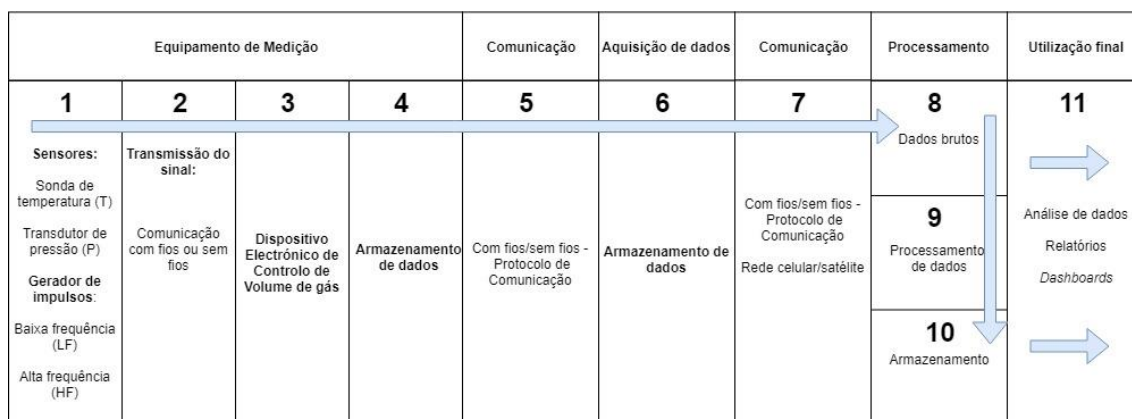 Equipamento de Medição
Comunicação
Aquisição de dados
Comunicação
Processamento
Utilização final
1
2
3
4
5
6
7
8
11
Sensores:
Sonda de
temperatura (T)
Transdutor de
pressão (P)
Gerador de
impulsos:
Baixa frequência
(LF)
Alta frequência
(HF)
Transmissão do
sinal:
Comunicação
com fios ou sem
fios
Dispositivo
Electrónico de
Controlo de
Volume de gás
Armazenamento
de dados
Com fios/sem fios -
Protocolo de
Comunicação
Armazenamento de
dados
Com fios/sem fios -
Protocolo de
Comunicação
Rede celular/satélite
Dados brutos
9
Processamento
de dados
10
Armazenamento
Análise de dados
Relatórios
Dashboards